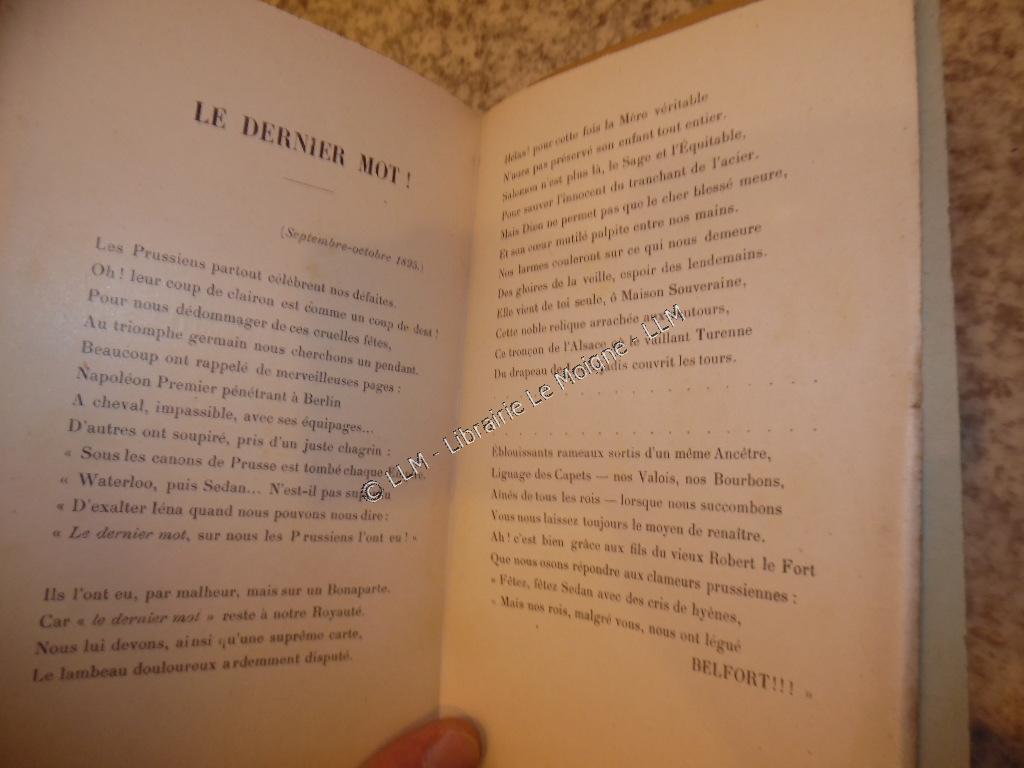 LE DERNIER MOT !
(Septembre-octobre 1895.)
Les Prussiens partout célèbrent nos défaites.
Oh ! leur coup de clairon est comme un coup de dent !
Pour nous dédommager de ces cruelles fêtes,
Au triomphe germain nous cherchons un pendant.
Beaucoup ont rappelé de merveilleuses pages :
Napoléon Premier pénétrant à Berlin
A cheval, impassible, avec ses équipages...
D'autres ont soupiré, pris d'un juste chagrin :
« Sous les canons de Prusse est tombé chaque
« Waterloo, puis Sedan... N'est-il pas
« D'exalter Iéna quand nous pouvons nous dire :
« Le dernier mot, sur nous les Prussiens l'ont eu ! »
Ils l'ont eu, par malheur, mais sur un Bonaparte.
Car « le dernier mot » reste à notre Royauté.
Nous lui devons, ainsi qu'une suprême carte,
Le lambeau douloureux ardemment disputé.
Hélas ! pour cette fois la Mère véritable
N'aura pas préservé son enfant tout entier.
Salomon n'est plus là, le Sage et l'Équitable,
Pour sauver l'innocent du tranchant de l'acier.
Mais Dieu ne permet pas que le cher blessé meure,
Et son cœur mutilé palpite entre nos mains.
Nos larmes couleront sur ce qui nous demeure
Des gloires de la veille, espoir des lendemains.
Elle vient de toi seule, ô Maison Souveraine,
Cette noble relique arrachée aux vautours,
Ce tronçon de l'Alsace le vaillant Turenne
Du drapeau de jadis couvrit les tours.
. . . . . . . . . . . . .
. . . . . . . . . . . . .
Éblouissants rameaux sortis d'un même Ancêtre,
Lignage des Capets — nos Valois, nos Bourbons,
Aînés de tous les rois — lorsque nous succombons
Vous nous laissez toujours le moyen de renaître.
Ah ! c'est bien grâce aux fils du vieux Robert le Fort
Que nous osons répondre aux clameurs prussiennes :
« Fêtez, fêtez Sedan avec des cris de hyènes,
« Mais nos rois, malgré vous, nous ont légué
BELFORT !!! »
© LLM - Librairie Le Moigne - LLM